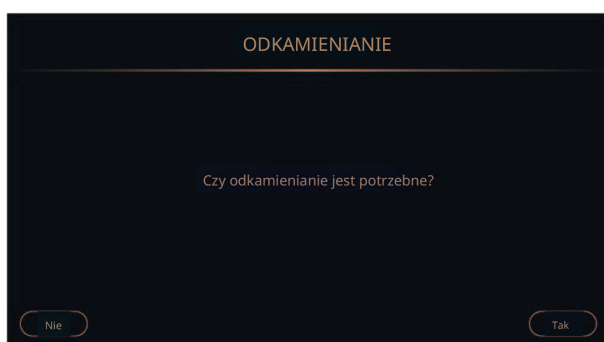 ODKAMIENIANIE
Czy odkamienianie jest potrzebne?
Nie
Tak